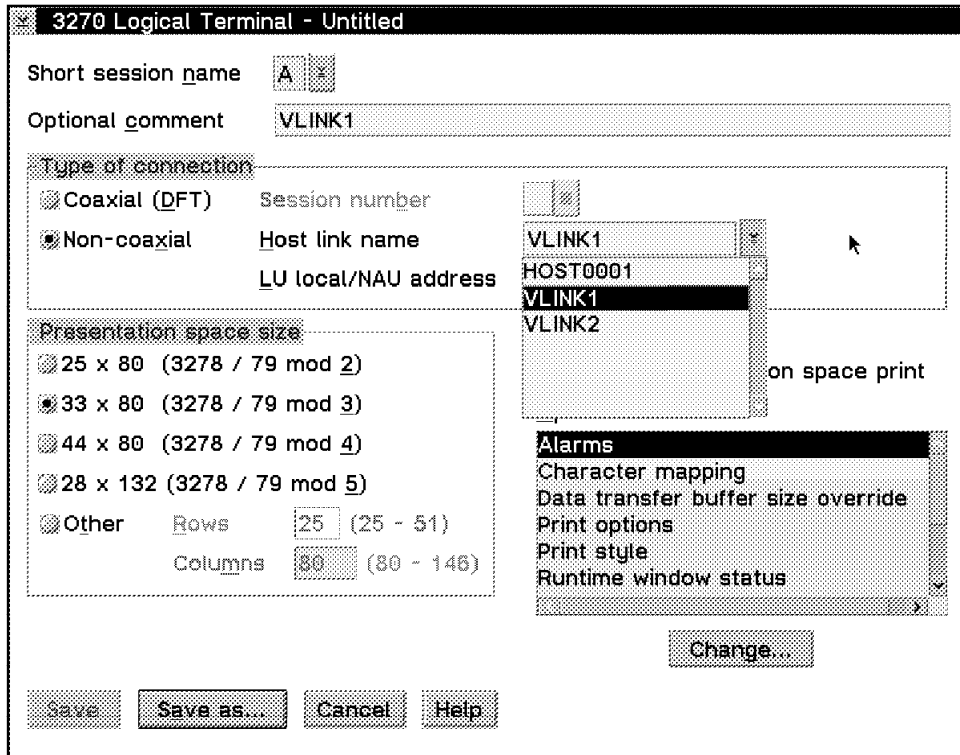 3270 Logical Terminal - Untitled
Short session name A
Optional comment VLINK1
Type of connection
Coaxial (DFT) Session number
Non-coaxial Host link name VLINK1
LU local/NAU address
HOST0001
VLINK1
VLINK2
Presentation space size
25 x 80 (3278 / 79 mod 2)
33 x 80 (3278 / 79 mod 3)
44 x 80 (3278 / 79 mod 4)
28 x 132 (3278 / 79 mod 5)
Other Rows 25 (25 - 51)
Columns 80 (80 - 146)
on space print
Alarms
Character mapping
Data transfer buffer size override
Print options
Print style
Runtime window status
Change...
Save Save as... Cancel Help